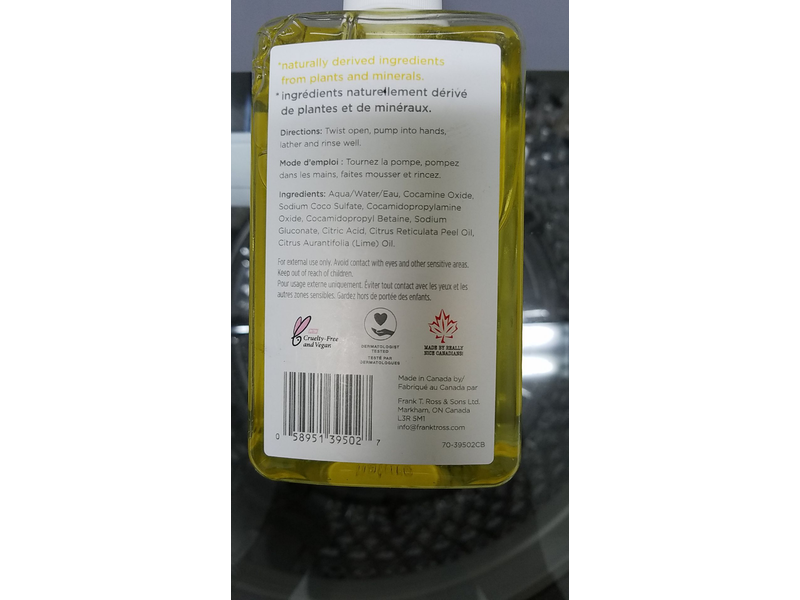 *naturally derived ingredients
from plants and minerals.
*ingrédients naturellement dérivé
de plantes et de minéraux.
Directions: Twist open, pump into hands,
lather and rinse well.
Mode d'emploi : Tournez la pompe, pompez
dans les mains, faites mousser et rincez.
Ingredients: Aqua/Water/Eau, Cocamine Oxide,
Sodium Coco Sulfate, Cocamidopropylamine
Oxide, Cocamidopropyl Betaine, Sodium
Gluconate, Citric Acid, Citrus Reticulata Peel Oil,
Citrus Aurantifolia (Lime) Oil.
For external use only. Avoid contact with eyes and other sensitive areas.
Keep out of reach of children.
Pour usage externe uniquement. Éviter tout contact avec les yeux et les
autres zones sensibles. Gardez hors de portée des enfants.
Cruelty-Free
and Vegan
DERMATOLOGIST
TESTED
TESTÉ PAR
DERMATOLOGUES
MADE BY REALLY
NICE CANADIANS!
Made in Canada by/
Fabriqué au Canada par
Frank T. Ross & Sons Ltd.
Markham, ON Canada
L3R 5M1
info@franktross.com
0 58951 39502 7
70-39502CB